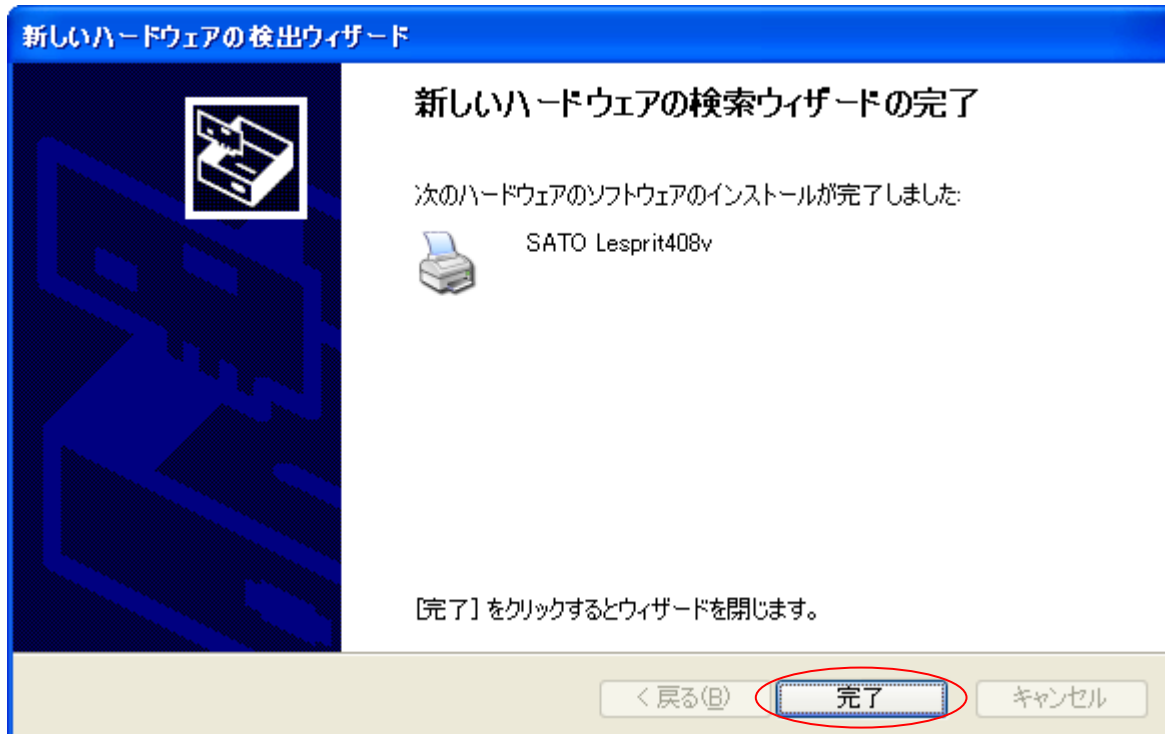 新しいハードウェアの検出ウィザード
新しいハードウェアの検索ウィザードの完了
次のハードウェアのソフトウェアのインストールが完了しました:
SATO Lesprit408v
[完了] をクリックするとウィザードを閉じます。
< 戻る(B)
完了
キャンセル